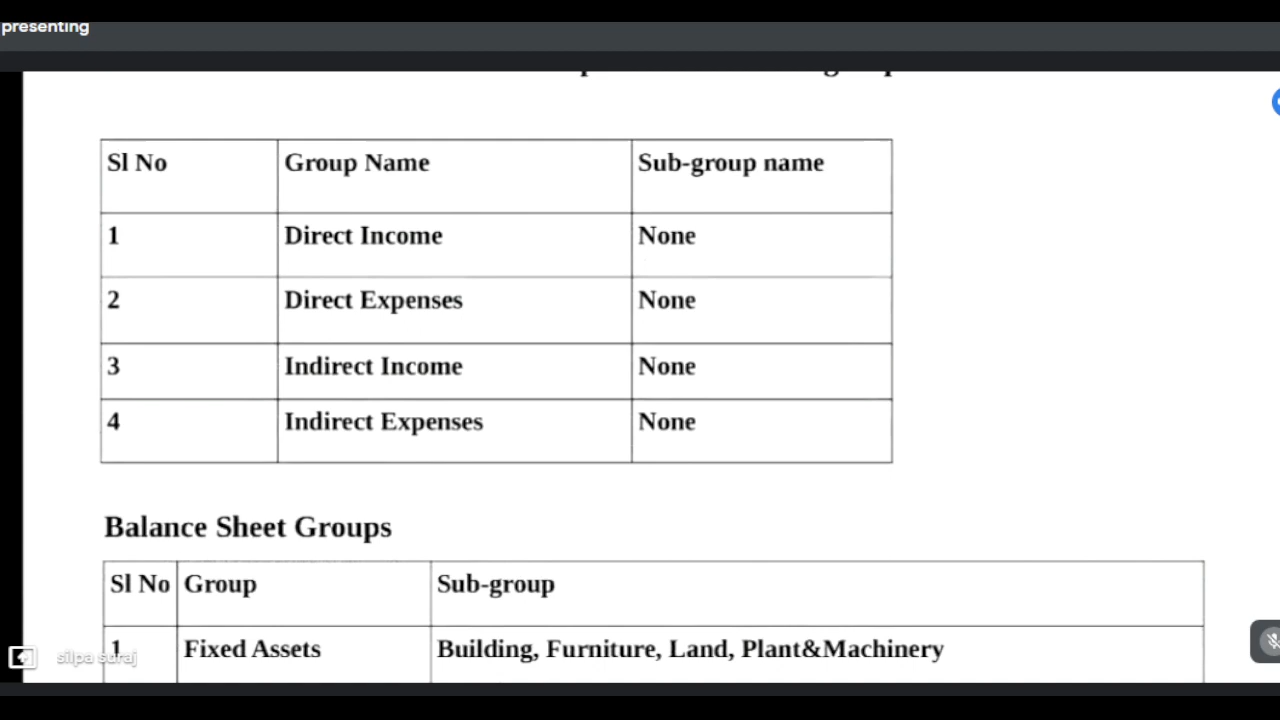 presenting
Sl No Group Name Sub-group name
1 Direct Income None
2 Direct Expenses None
3 Indirect Income None
4 Indirect Expenses None
Balance Sheet Groups
Sl No Group Sub-group
1 Fixed Assets Building, Furniture, Land, Plant&Machinery
silpa suraj